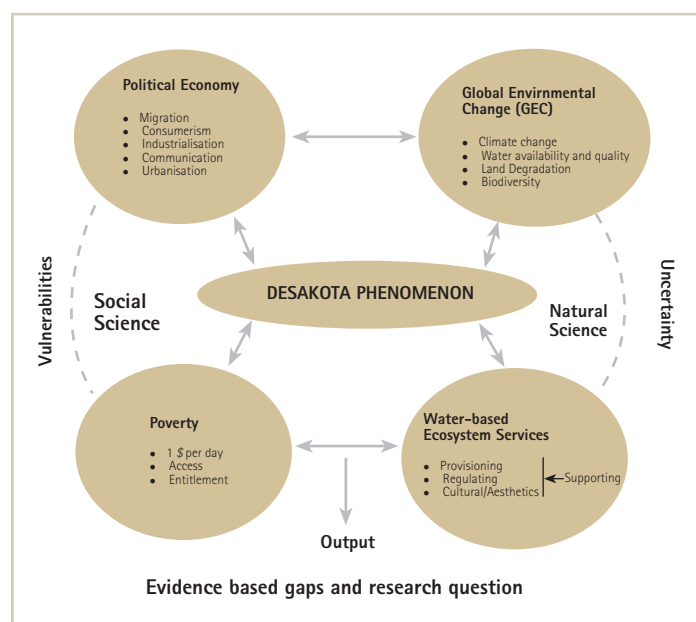 Political Economy
• Migration
• Consumerism
• Industrialisation
• Communication
• Urbanisation
Global Envirnmental
Change (GEC)
• Climate change
• Water availability and quality
• Land Degradation
• Biodiversity
Vulnerabilities
Social
Science
DESAKOTA PHENOMENON
Natural
Science
Uncertainty
Poverty
• 1 $ per day
• Access
• Entitlement
Water-based
Ecosystem Services
• Provisioning
• Regulating
• Cultural/Aesthetics
Supporting
Output
Evidence based gaps and research question